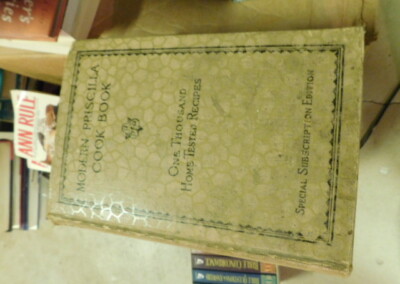 MODERN PRISCILLA
COOK BOOK
ONE THOUSAND
HOME TESTED RECIPES
SPECIAL SUBSCRIPTION EDITION
ANN RULE